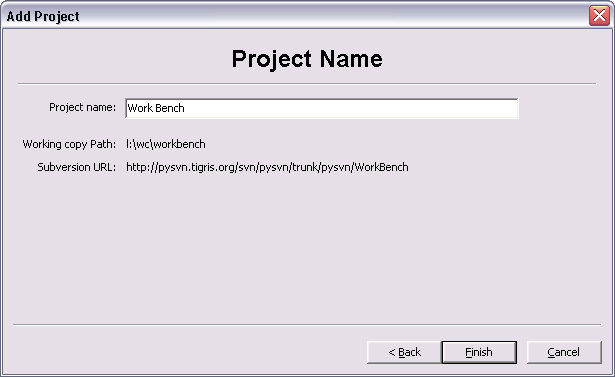 Add Project
Project Name
Project name: Work Bench
Working copy Path: l:\wc\workbench
Subversion URL: http://pysvn.tigris.org/svn/pysvn/trunk/pysvn/WorkBench
< Back Finish Cancel